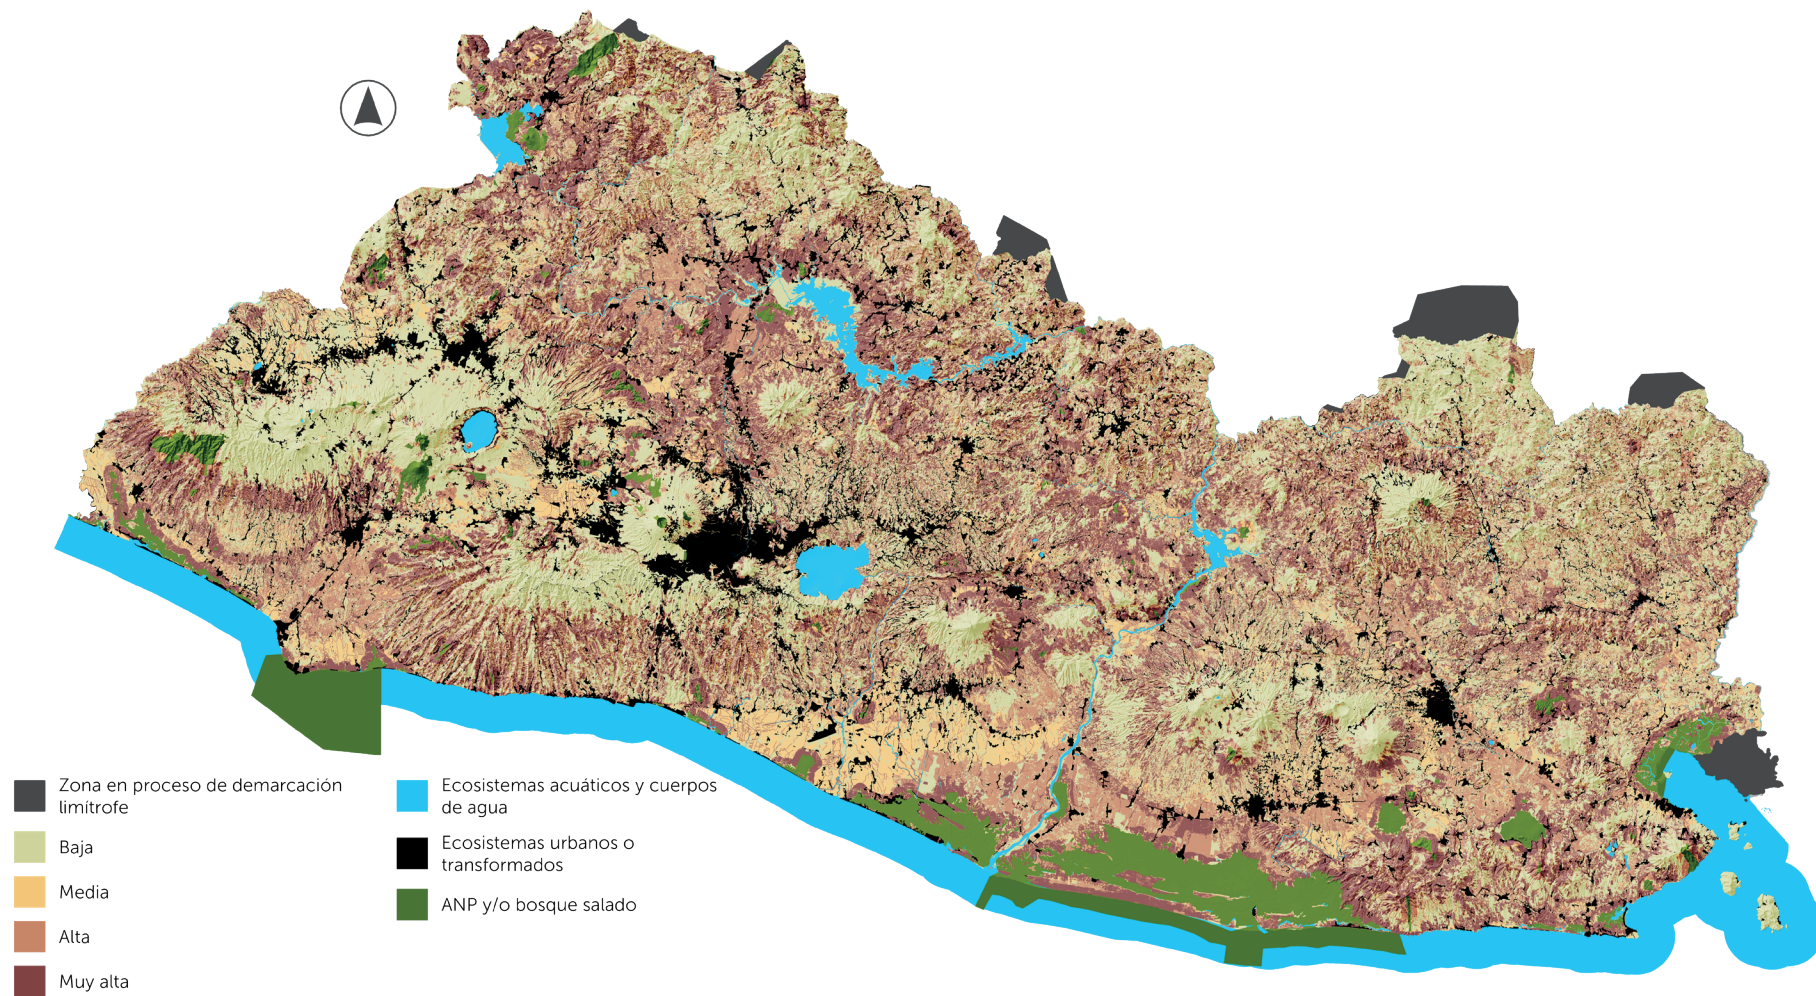 Zona en proceso de demarcación
limítrofe
Baja
Media
Alta
Muy alta
Ecosistemas acuáticos y cuerpos
de agua
Ecosistemas urbanos o
transformados
ANP y/o bosque salado